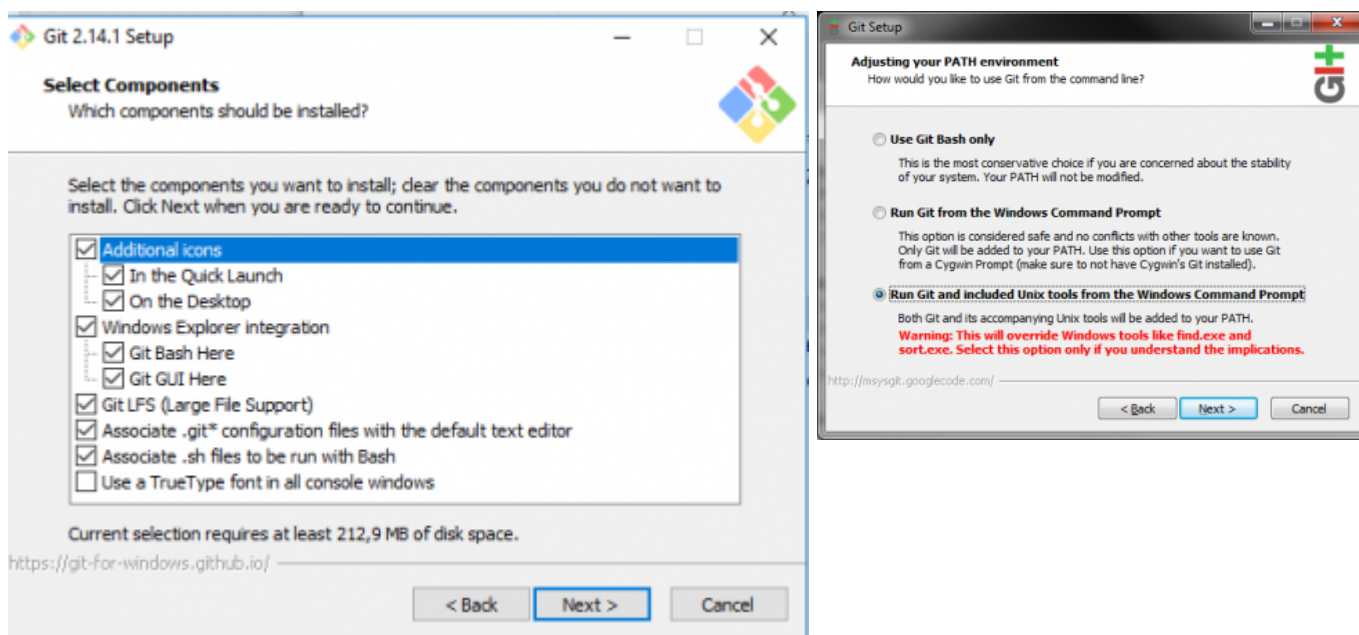 Git 2.14.1 Setup
Select Components
Which components should be installed?
Select the components you want to install; clear the components you do not want to
install. Click Next when you are ready to continue.
Additional icons
In the Quick Launch
On the Desktop
Windows Explorer integration
Git Bash Here
Git GUI Here
Git LFS (Large File Support)
Associate .git* configuration files with the default text editor
Associate .sh files to be run with Bash
Use a TrueType font in all console windows
Current selection requires at least 212,9 MB of disk space.
https://git-for-windows.github.io/
< Back
Next >
Cancel
Git Setup
Adjusting your PATH environment
How would you like to use Git from the command line?
Git
Use Git Bash only
This is the most conservative choice if you are concerned about the stability
of your system. Your PATH will not be modified.
Run Git from the Windows Command Prompt
This option is considered safe and no conflicts with other tools are known.
Only Git will be added to your PATH. Use this option if you want to use Git
from a Cygwin Prompt (make sure to not have Cygwin's Git installed).
Run Git and included Unix tools from the Windows Command Prompt
Both Git and its accompanying Unix tools will be added to your PATH.
Warning: This will override Windows tools like find.exe and
sort.exe. Select this option only if you understand the implications.
http://msysgit.googlecode.com/
< Back
Next >
Cancel